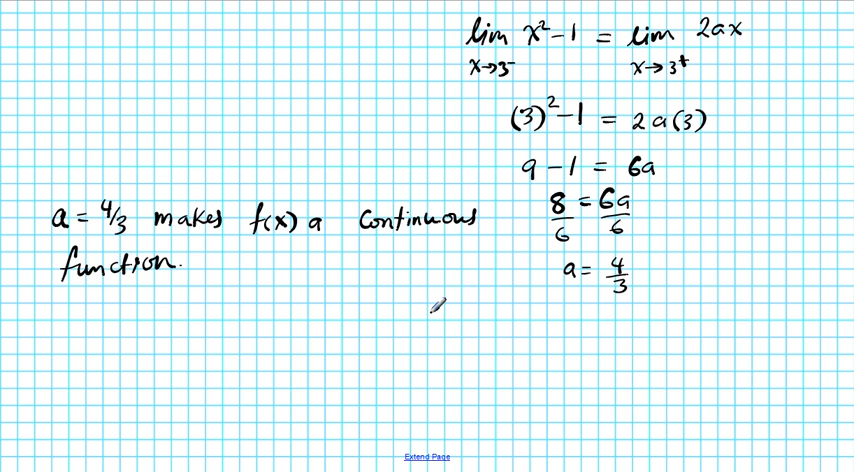 lim x² - 1 = lim 2ax
x→3⁻ x→3⁺
(3)² - 1 = 2a(3)
9 - 1 = 6a
8/6 = 6a/6
a = 4/3
a = 4/3 makes f(x) a continuous
function.
Extend Page